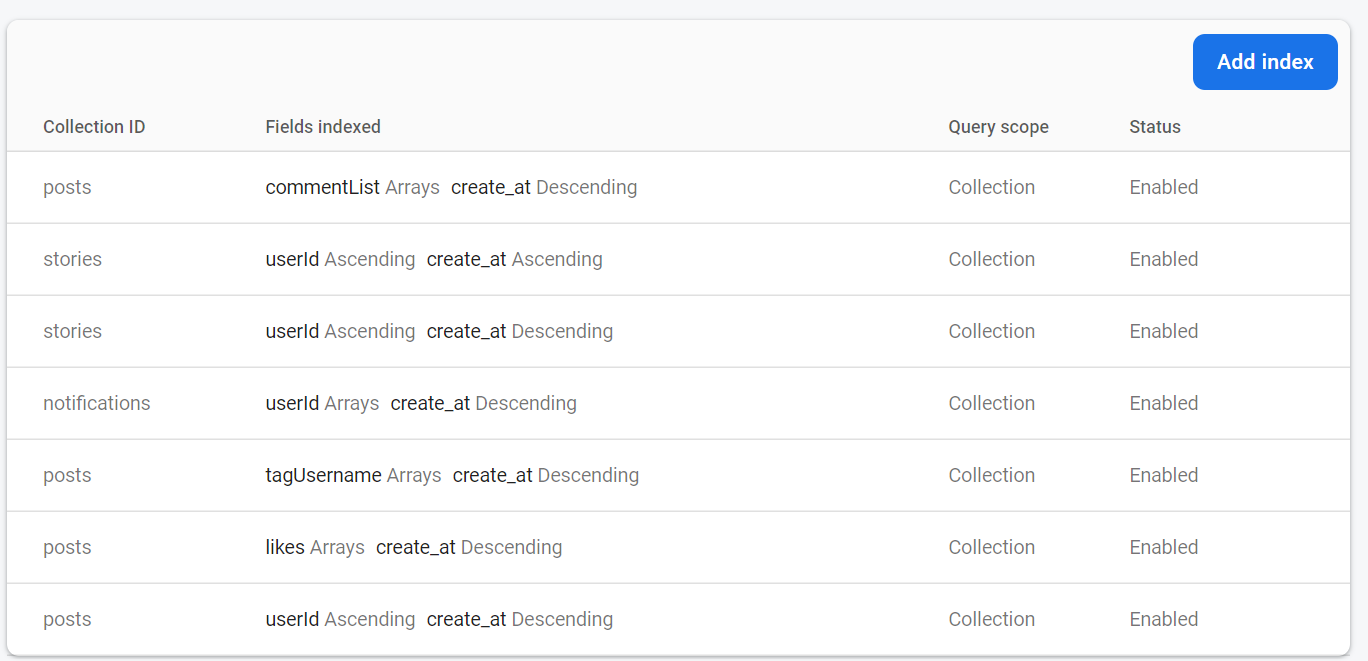 Add index
Collection ID Fields indexed Query scope Status
posts commentList Arrays create_at Descending Collection Enabled
stories userId Ascending create_at Ascending Collection Enabled
stories userId Ascending create_at Descending Collection Enabled
notifications userId Arrays create_at Descending Collection Enabled
posts tagUsername Arrays create_at Descending Collection Enabled
posts likes Arrays create_at Descending Collection Enabled
posts userId Ascending create_at Descending Collection Enabled